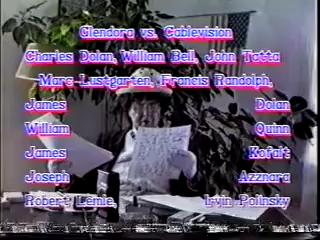 Glendora vs. Cablevision
Charles Dolan, William Bell, John Tatta
Marc Lustgarten, Francis Randolph,
James Dolan
William Quinn
James Kofalt
Joseph Azznara
Robert Lemle, Irvin Polinsky